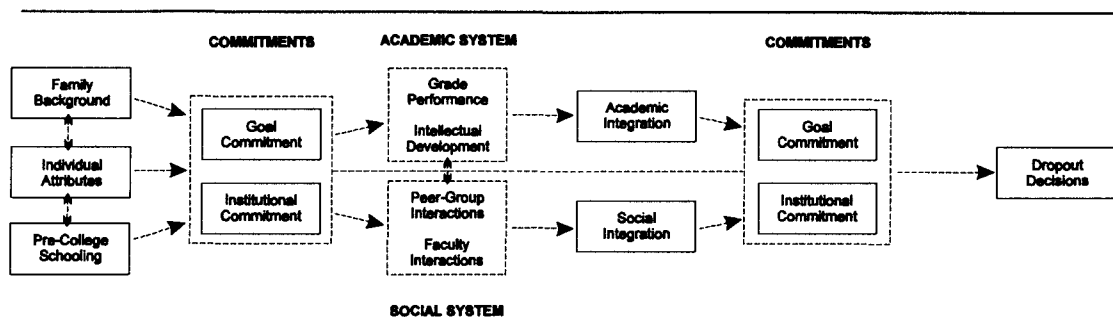 COMMITMENTS
ACADEMIC SYSTEM
COMMITMENTS
Family
Background
Individual
Attributes
Pre-College
Schooling
Goal
Commitment
Institutional
Commitment
Grade
Performance
Intellectual
Development
Peer-Group
Interactions
Faculty
Interactions
SOCIAL SYSTEM
Academic
Integration
Social
Integration
Goal
Commitment
Institutional
Commitment
Dropout
Decisions